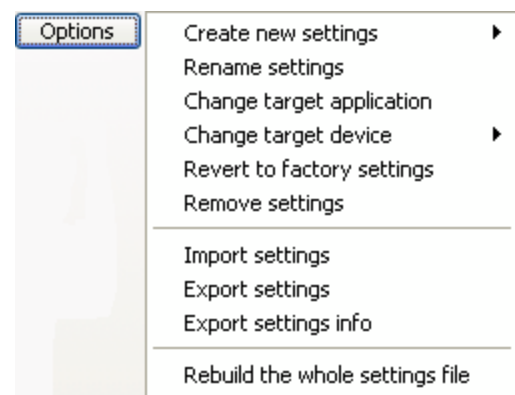 Options
Create new settings
Rename settings
Change target application
Change target device
Revert to factory settings
Remove settings
Import settings
Export settings
Export settings info
Rebuild the whole settings file